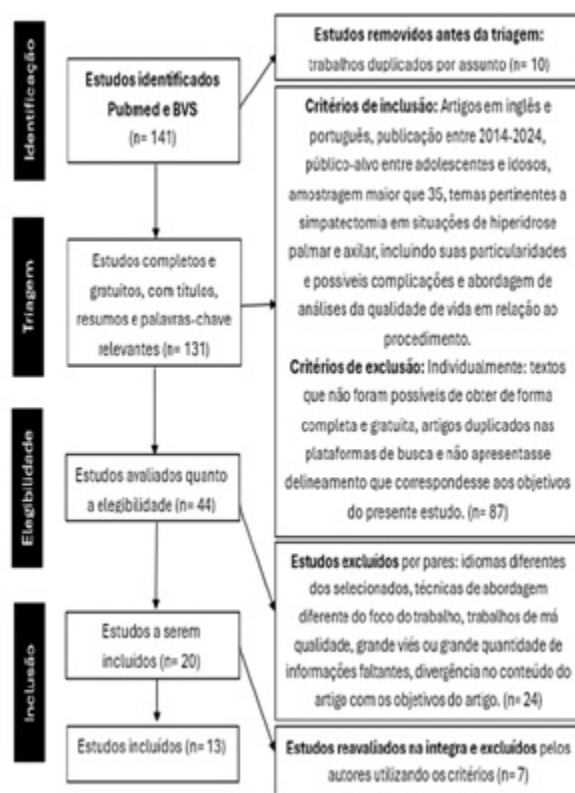 Identificação
Estudos identificados
Pubmed e BVS
(n= 141)
Estudos removidos antes da triagem:
trabalhos duplicados por assunto (n= 10)
Triagem
Estudos completos e
gratuitos, com títulos,
resumos e palavras-chave
relevantes (n= 131)
Critérios de inclusão: Artigos em inglês e
português, publicação entre 2014-2024,
público-alvo entre adolescentes e idosos,
amostragem maior que 35, temas pertinentes a
simpatectomia em situações de hiperidrose
palmar e axilar, incluindo suas particularidades
e possíveis complicações e abordagem de
análises da qualidade de vida em relação ao
procedimento.
Critérios de exclusão: Individualmente: textos
que não foram possíveis de obter de forma
completa e gratuita, artigos duplicados nas
plataformas de busca e não apresentasse
delineamento que correspondesse aos objetivos
do presente estudo. (n= 87)
Elegibilidade
Estudos avaliados quanto
a elegibilidade (n= 44)
Estudos excluídos por pares: idiomas diferentes
dos selecionados, técnicas de abordagem
diferente do foco do trabalho, trabalhos de má
qualidade, grande viés ou grande quantidade de
informações faltantes, divergência no conteúdo do
artigo com os objetivos do artigo. (n= 24)
Inclusão
Estudos a serem
incluídos (n= 20)
Estudos incluídos (n= 13)
Estudos reavaliados na integra e excluídos pelos
autores utilizando os critérios (n= 7)